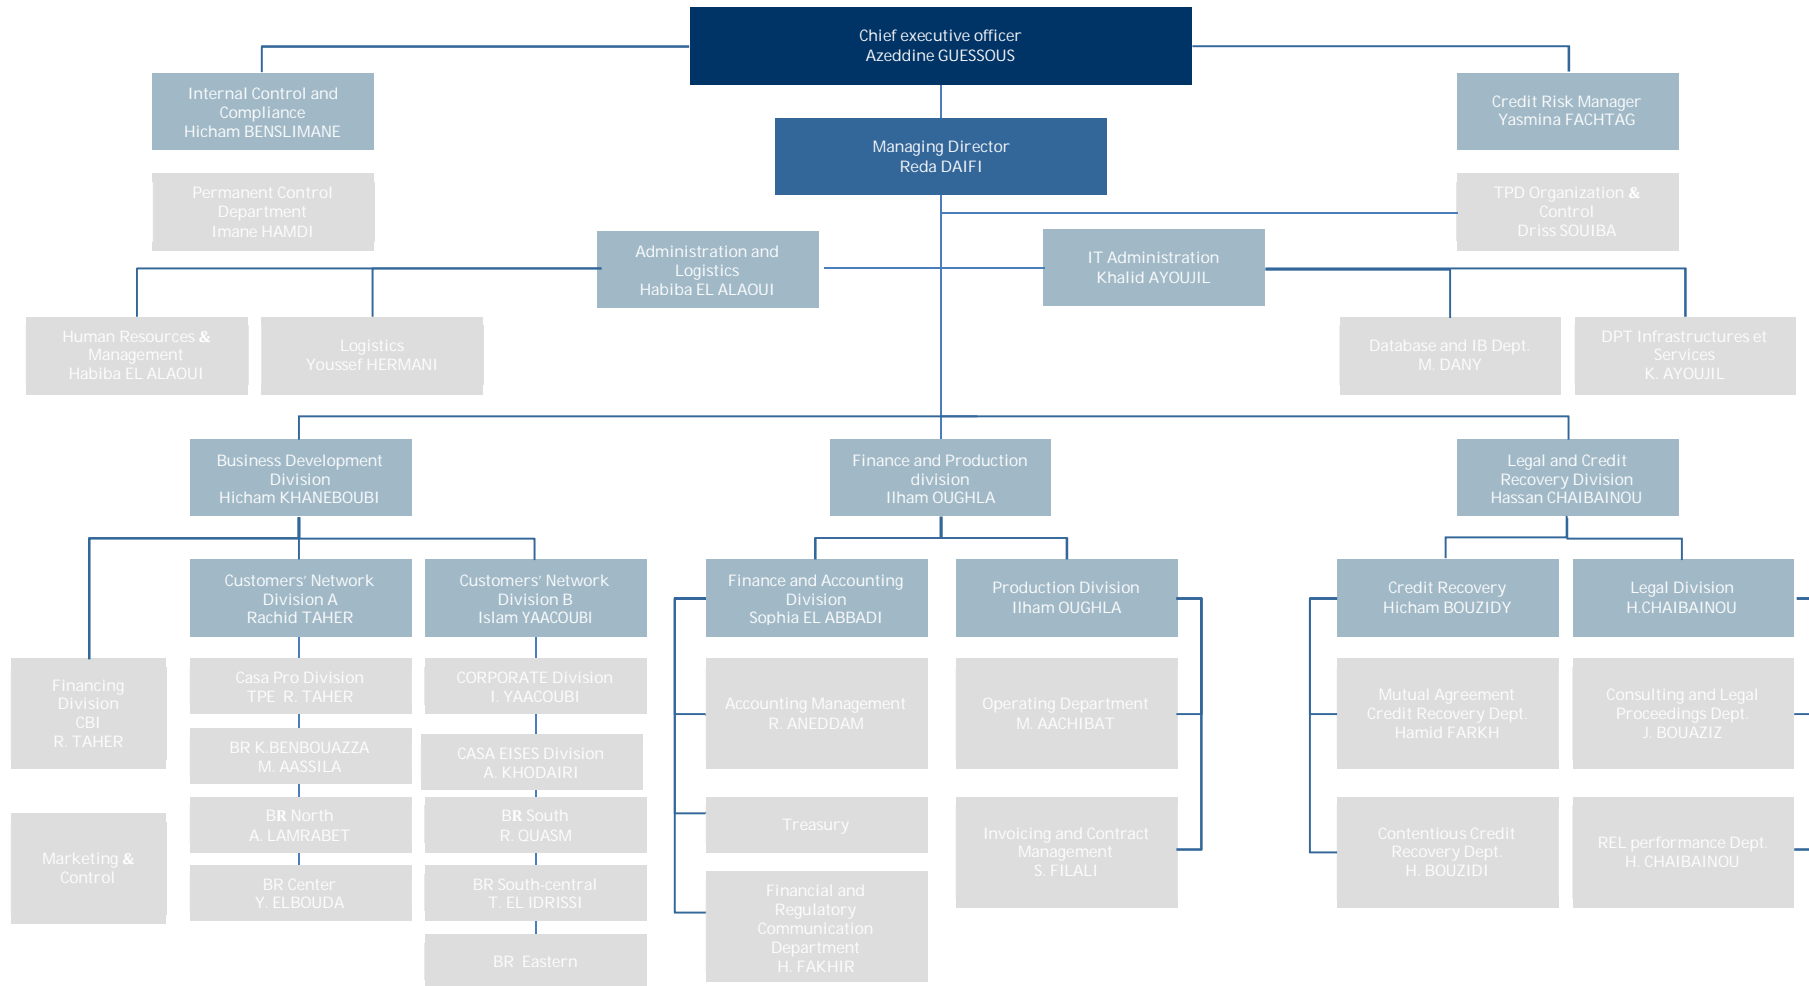 Chief executive officer
Azeddine GUESSOUS
Internal Control and
Compliance
Hicham BENSLIMANE
Credit Risk Manager
Yasmina FACHTAG
Managing Director
Reda DAIFI
Permanent Control
Department
Imane HAMDI
TPD Organization &
Control
Driss SOUIBA
Administration and
Logistics
Habiba EL ALAOUI
IT Administration
Khalid AYOUJIL
Human Resources &
Management
Habiba EL ALAOUI
Logistics
Youssef HERMANI
Database and IB Dept.
M. DANY
DPT Infrastructures et
Services
K. AYOUJIL
Business Development
Division
Hicham KHANEBOUBI
Finance and Production
division
Ilham OUGHLA
Legal and Credit
Recovery Division
Hassan CHAIBAINOU
Customers' Network
Division A
Rachid TAHER
Customers' Network
Division B
Islam YAACOUBI
Finance and Accounting
Division
Sophia EL ABBADI
Production Division
Ilham OUGHLA
Credit Recovery
Hicham BOUZIDY
Legal Division
H.CHAIBAINOU
Financing
Division
CBI
R. TAHER
Casa Pro Division
TPE R. TAHER
CORPORATE Division
I. YAACOUBI
Accounting Management
R. ANEDDAM
Operating Department
M. AACHIBAT
Mutual Agreement
Credit Recovery Dept.
Hamid FARKH
Consulting and Legal
Proceedings Dept.
J. BOUAZIZ
BR K.BENBOUAZZA
M. AASSILA
CASA EISES Division
A. KHODAIRI
Marketing &
Control
BR North
A. LAMRABET
BR South
R. QUASM
Treasury
Invoicing and Contract
Management
S. FILALI
Contentious Credit
Recovery Dept.
H. BOUZIDI
REL performance Dept.
H. CHAIBAINOU
BR Center
Y. ELBOUDA
BR South-central
T. EL IDRISSI
Financial and
Regulatory
Communication
Department
H. FAKHIR
BR Eastern